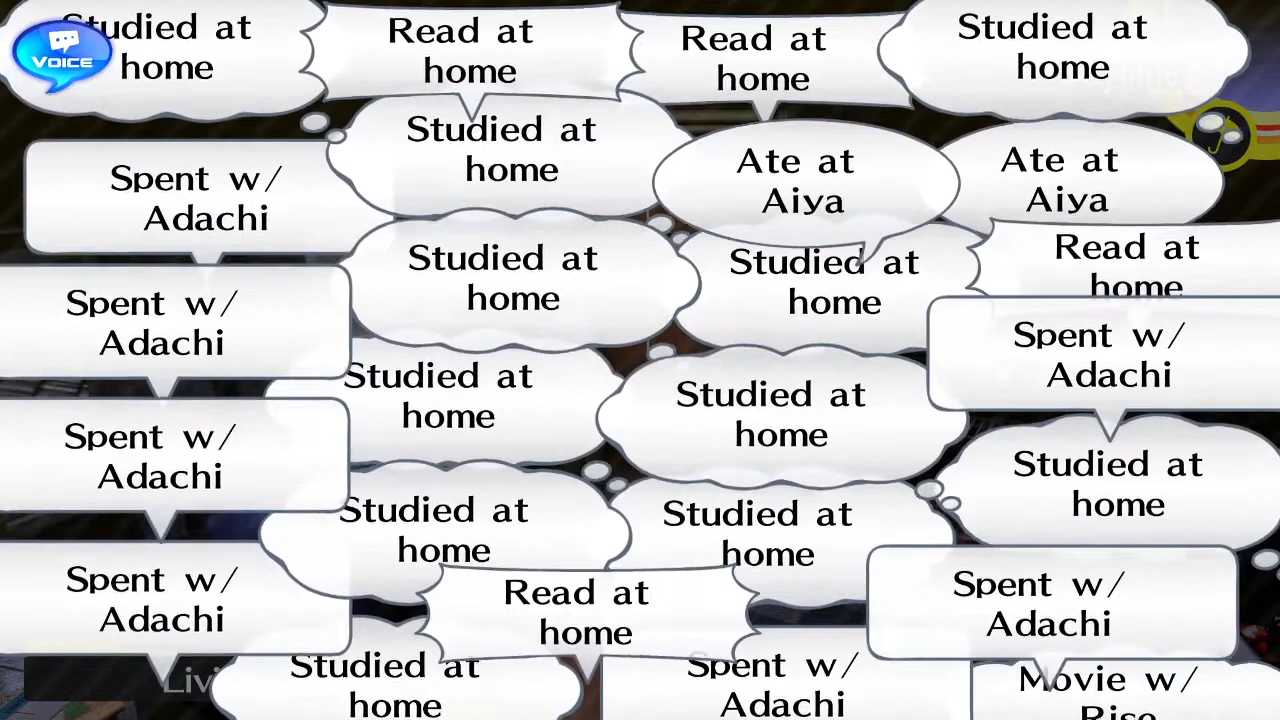 Studied at
home
VOICE
Read at
home
Read at
home
Studied at
home
Studied at
home
Spent w/
Adachi
Ate at
Aiya
Ate at
Aiya
Studied at
home
Studied at
home
Read at
home
Spent w/
Adachi
Spent w/
Adachi
Studied at
home
Studied at
home
Spent w/
Adachi
Studied at
home
Studied at
home
Studied at
home
Spent w/
Adachi
Read at
home
Spent w/
Adachi
Studied at
home
Spent w/
Adachi
Movie w/
Rise